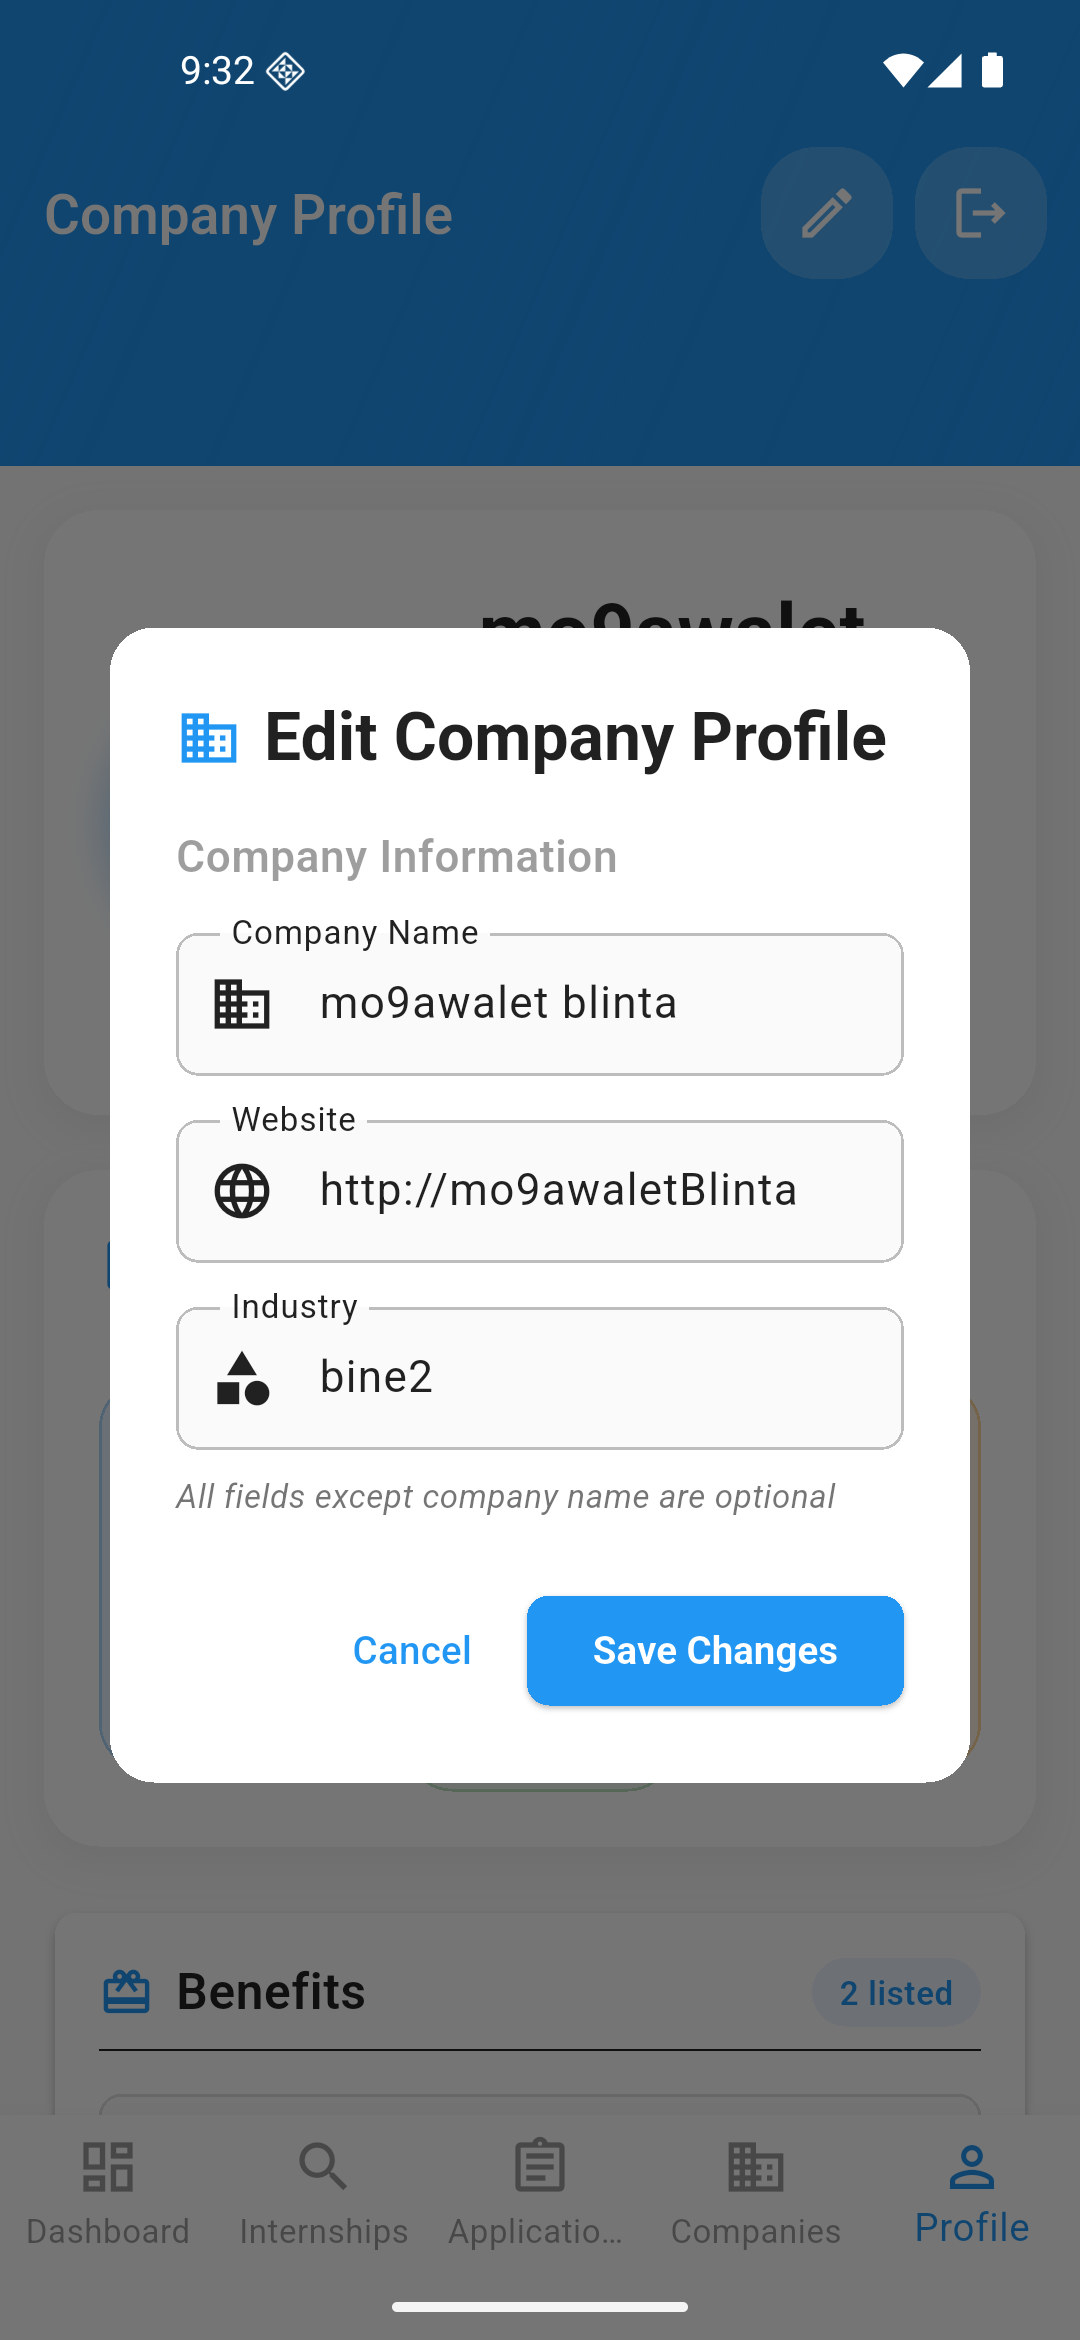 9:32
Company Profile
Edit Company Profile
Company Information
Company Name
mo9awalet blinta
Website
http://mo9awaletBlinta
Industry
bine2
All fields except company name are optional
Cancel
Save Changes
Benefits
2 listed
Dashboard
Internships
Applicatio...
Companies
Profile